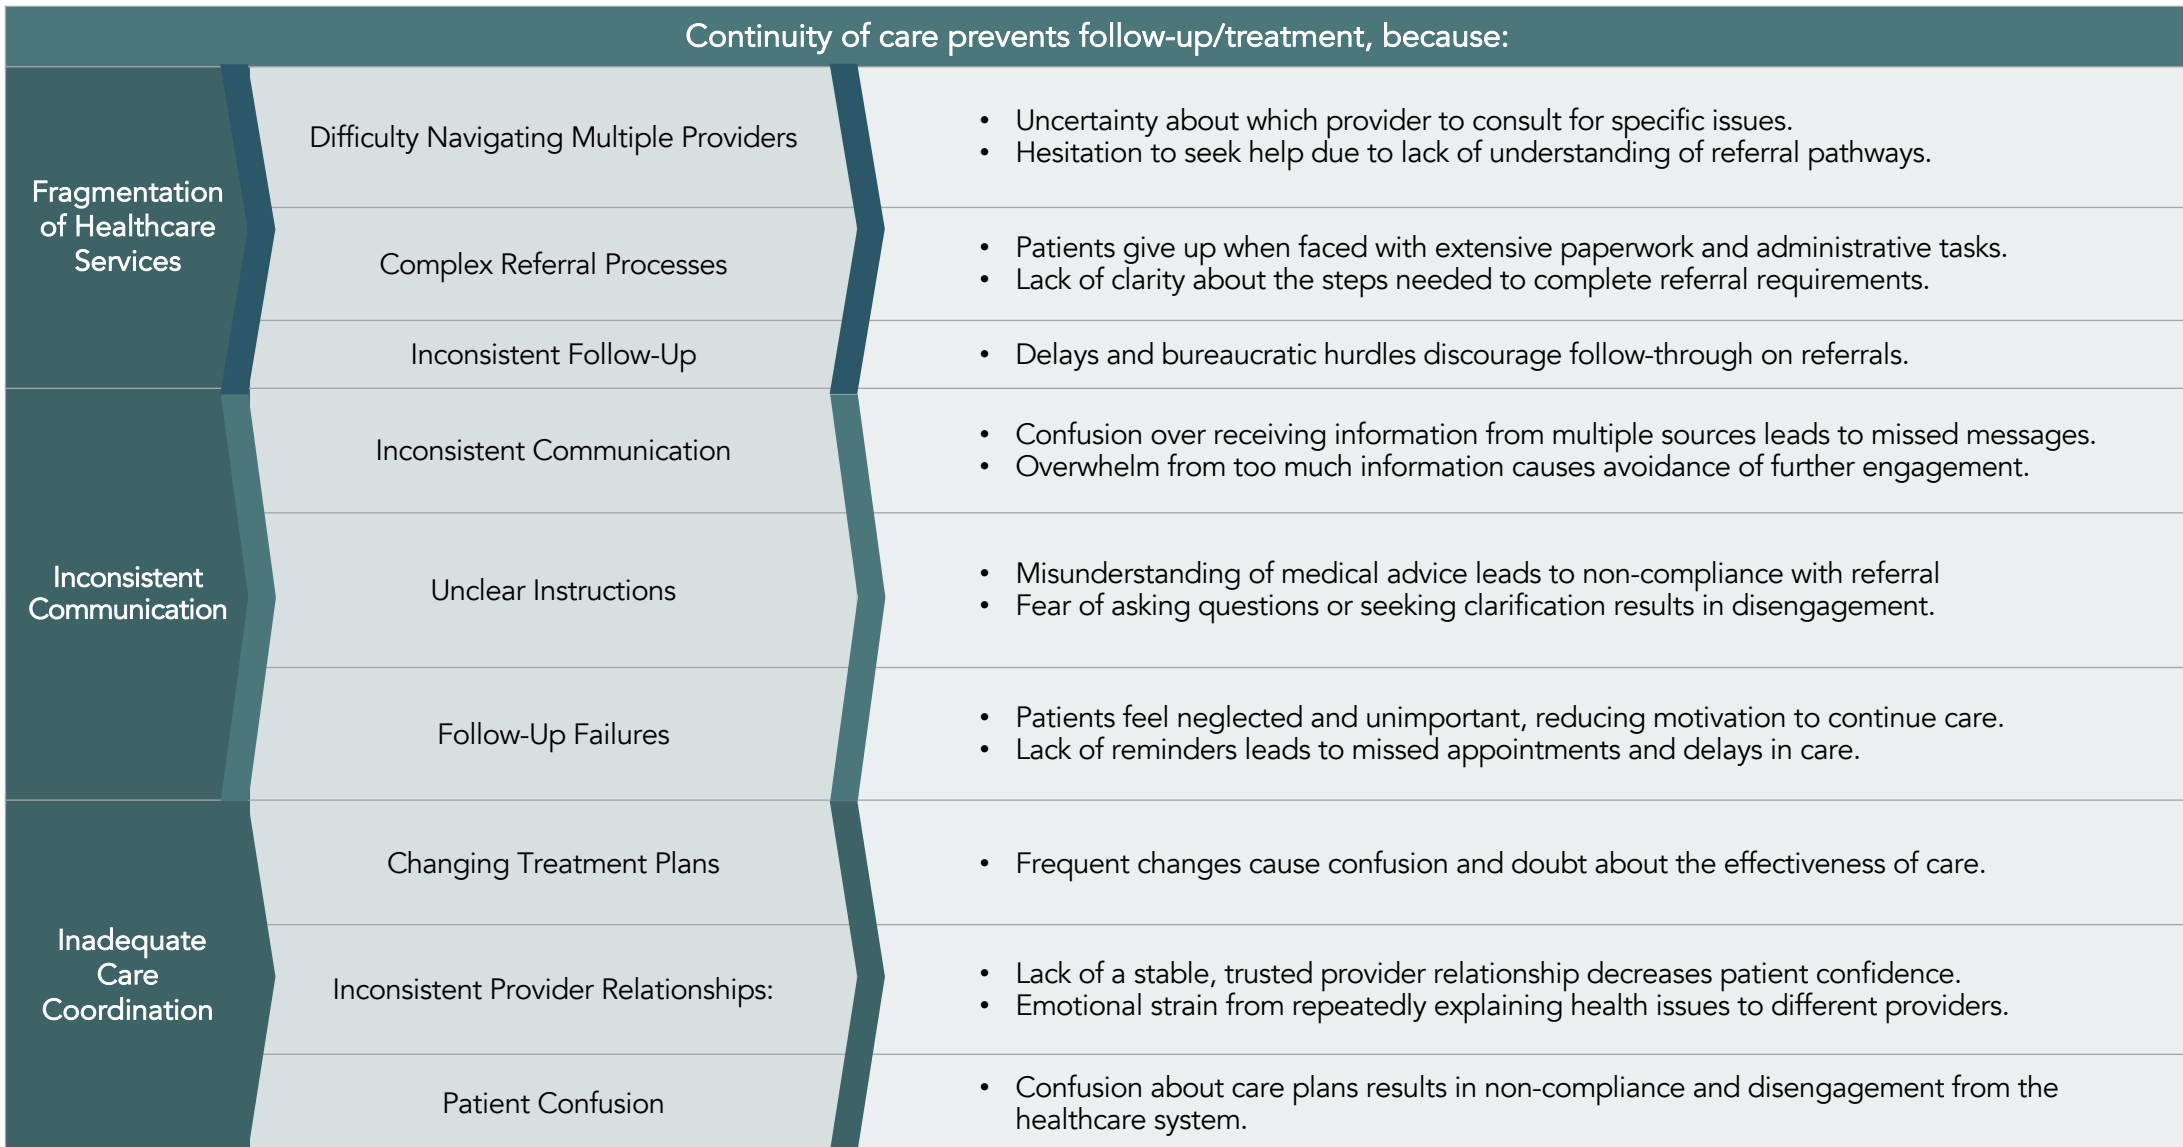 Continuity of care prevents follow-up/treatment, because:
Fragmentation
of Healthcare
Services
Difficulty Navigating Multiple Providers
• Uncertainty about which provider to consult for specific issues.
• Hesitation to seek help due to lack of understanding of referral pathways.
Complex Referral Processes
• Patients give up when faced with extensive paperwork and administrative tasks.
• Lack of clarity about the steps needed to complete referral requirements.
Inconsistent Follow-Up
• Delays and bureaucratic hurdles discourage follow-through on referrals.
Inconsistent
Communication
Inconsistent Communication
• Confusion over receiving information from multiple sources leads to missed messages.
• Overwhelm from too much information causes avoidance of further engagement.
Unclear Instructions
• Misunderstanding of medical advice leads to non-compliance with referral
• Fear of asking questions or seeking clarification results in disengagement.
Follow-Up Failures
• Patients feel neglected and unimportant, reducing motivation to continue care.
• Lack of reminders leads to missed appointments and delays in care.
Inadequate
Care
Coordination
Changing Treatment Plans
• Frequent changes cause confusion and doubt about the effectiveness of care.
Inconsistent Provider Relationships:
• Lack of a stable, trusted provider relationship decreases patient confidence.
• Emotional strain from repeatedly explaining health issues to different providers.
Patient Confusion
• Confusion about care plans results in non-compliance and disengagement from the
healthcare system.